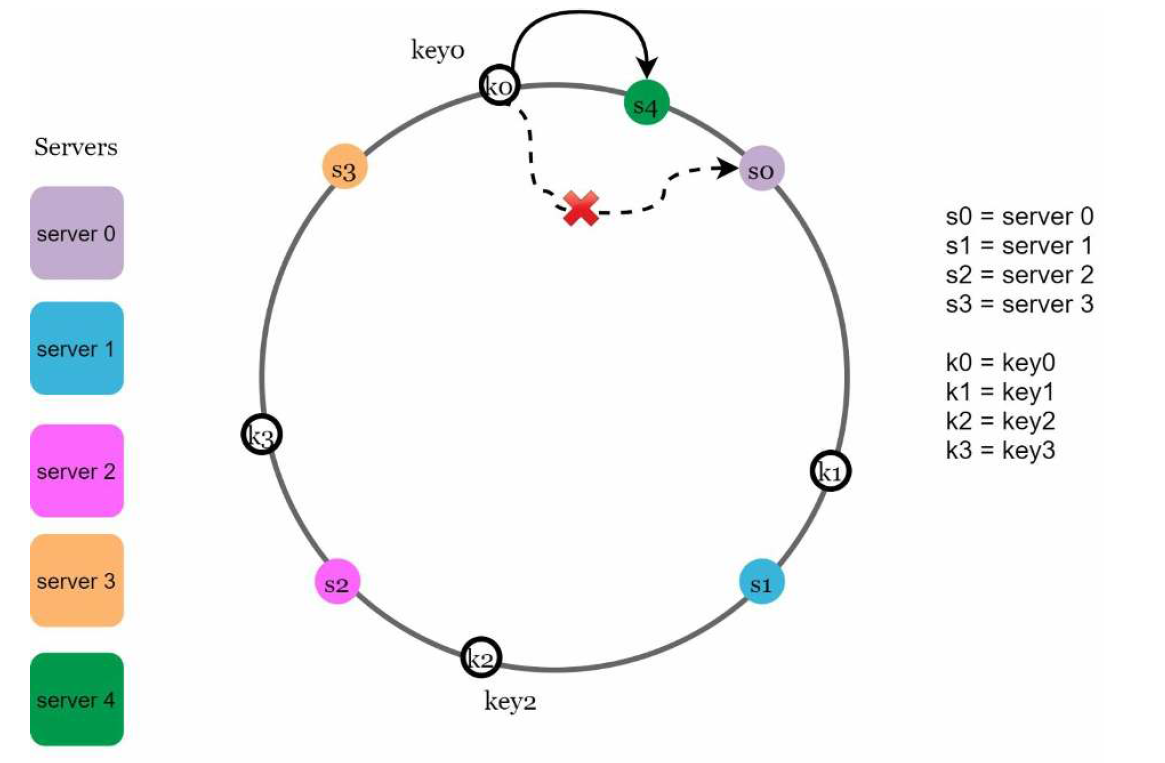 key0
k0
s4
Servers
s3
s0
server 0
s0 = server 0
s1 = server 1
s2 = server 2
s3 = server 3
server 1
k0 = key0
k1 = key1
k2 = key2
k3 = key3
k3
server 2
k1
server 3
s2
s1
k2
server 4
key2